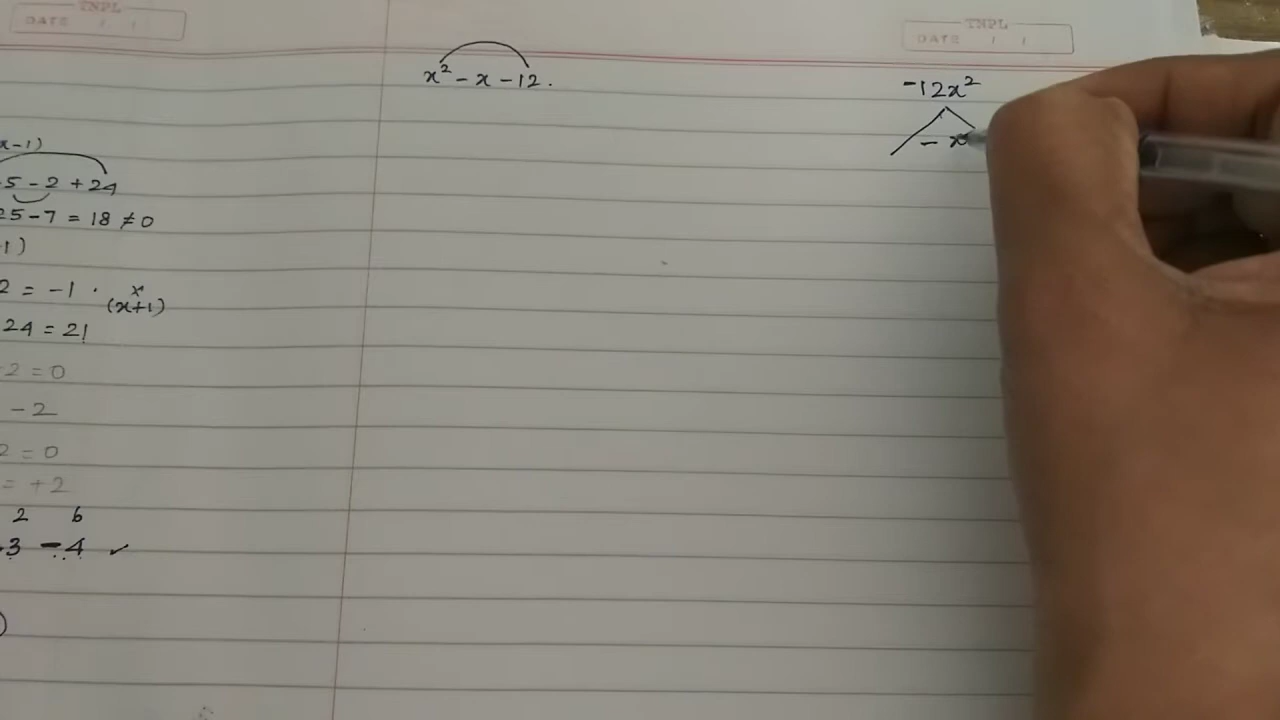 TNPL
DATE / /
TNPL
DATE / /
x² - x - 12.
-12x²
- x
x-1)
5 - 2 + 24
25 - 7 = 18 ≠ 0
1)
2 = -1 . x
(x+1)
24 = 21
-2 = 0
- 2
2 = 0
= +2
2 6
3 -4 ✓
)